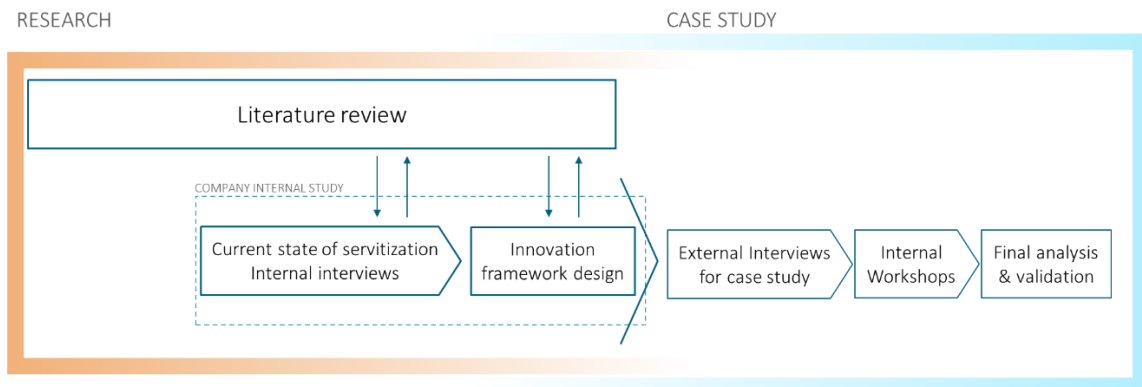 RESEARCH
CASE STUDY
Literature review
COMPANY INTERNAL STUDY
Current state of servitization
Internal interviews
Innovation
framework design
External Interviews
for case study
Internal
Workshops
Final analysis
& validation